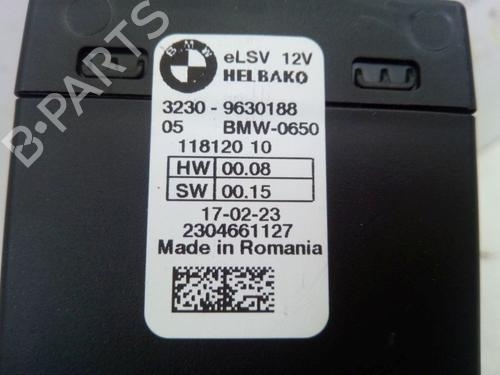 BMW
eLSV 12V
HELBAKO
3230 - 9630188
05 BMW-0650
118120 10
HW 00.08
SW 00.15
17-02-23
2304661127
Made in Romania
B-PARTS